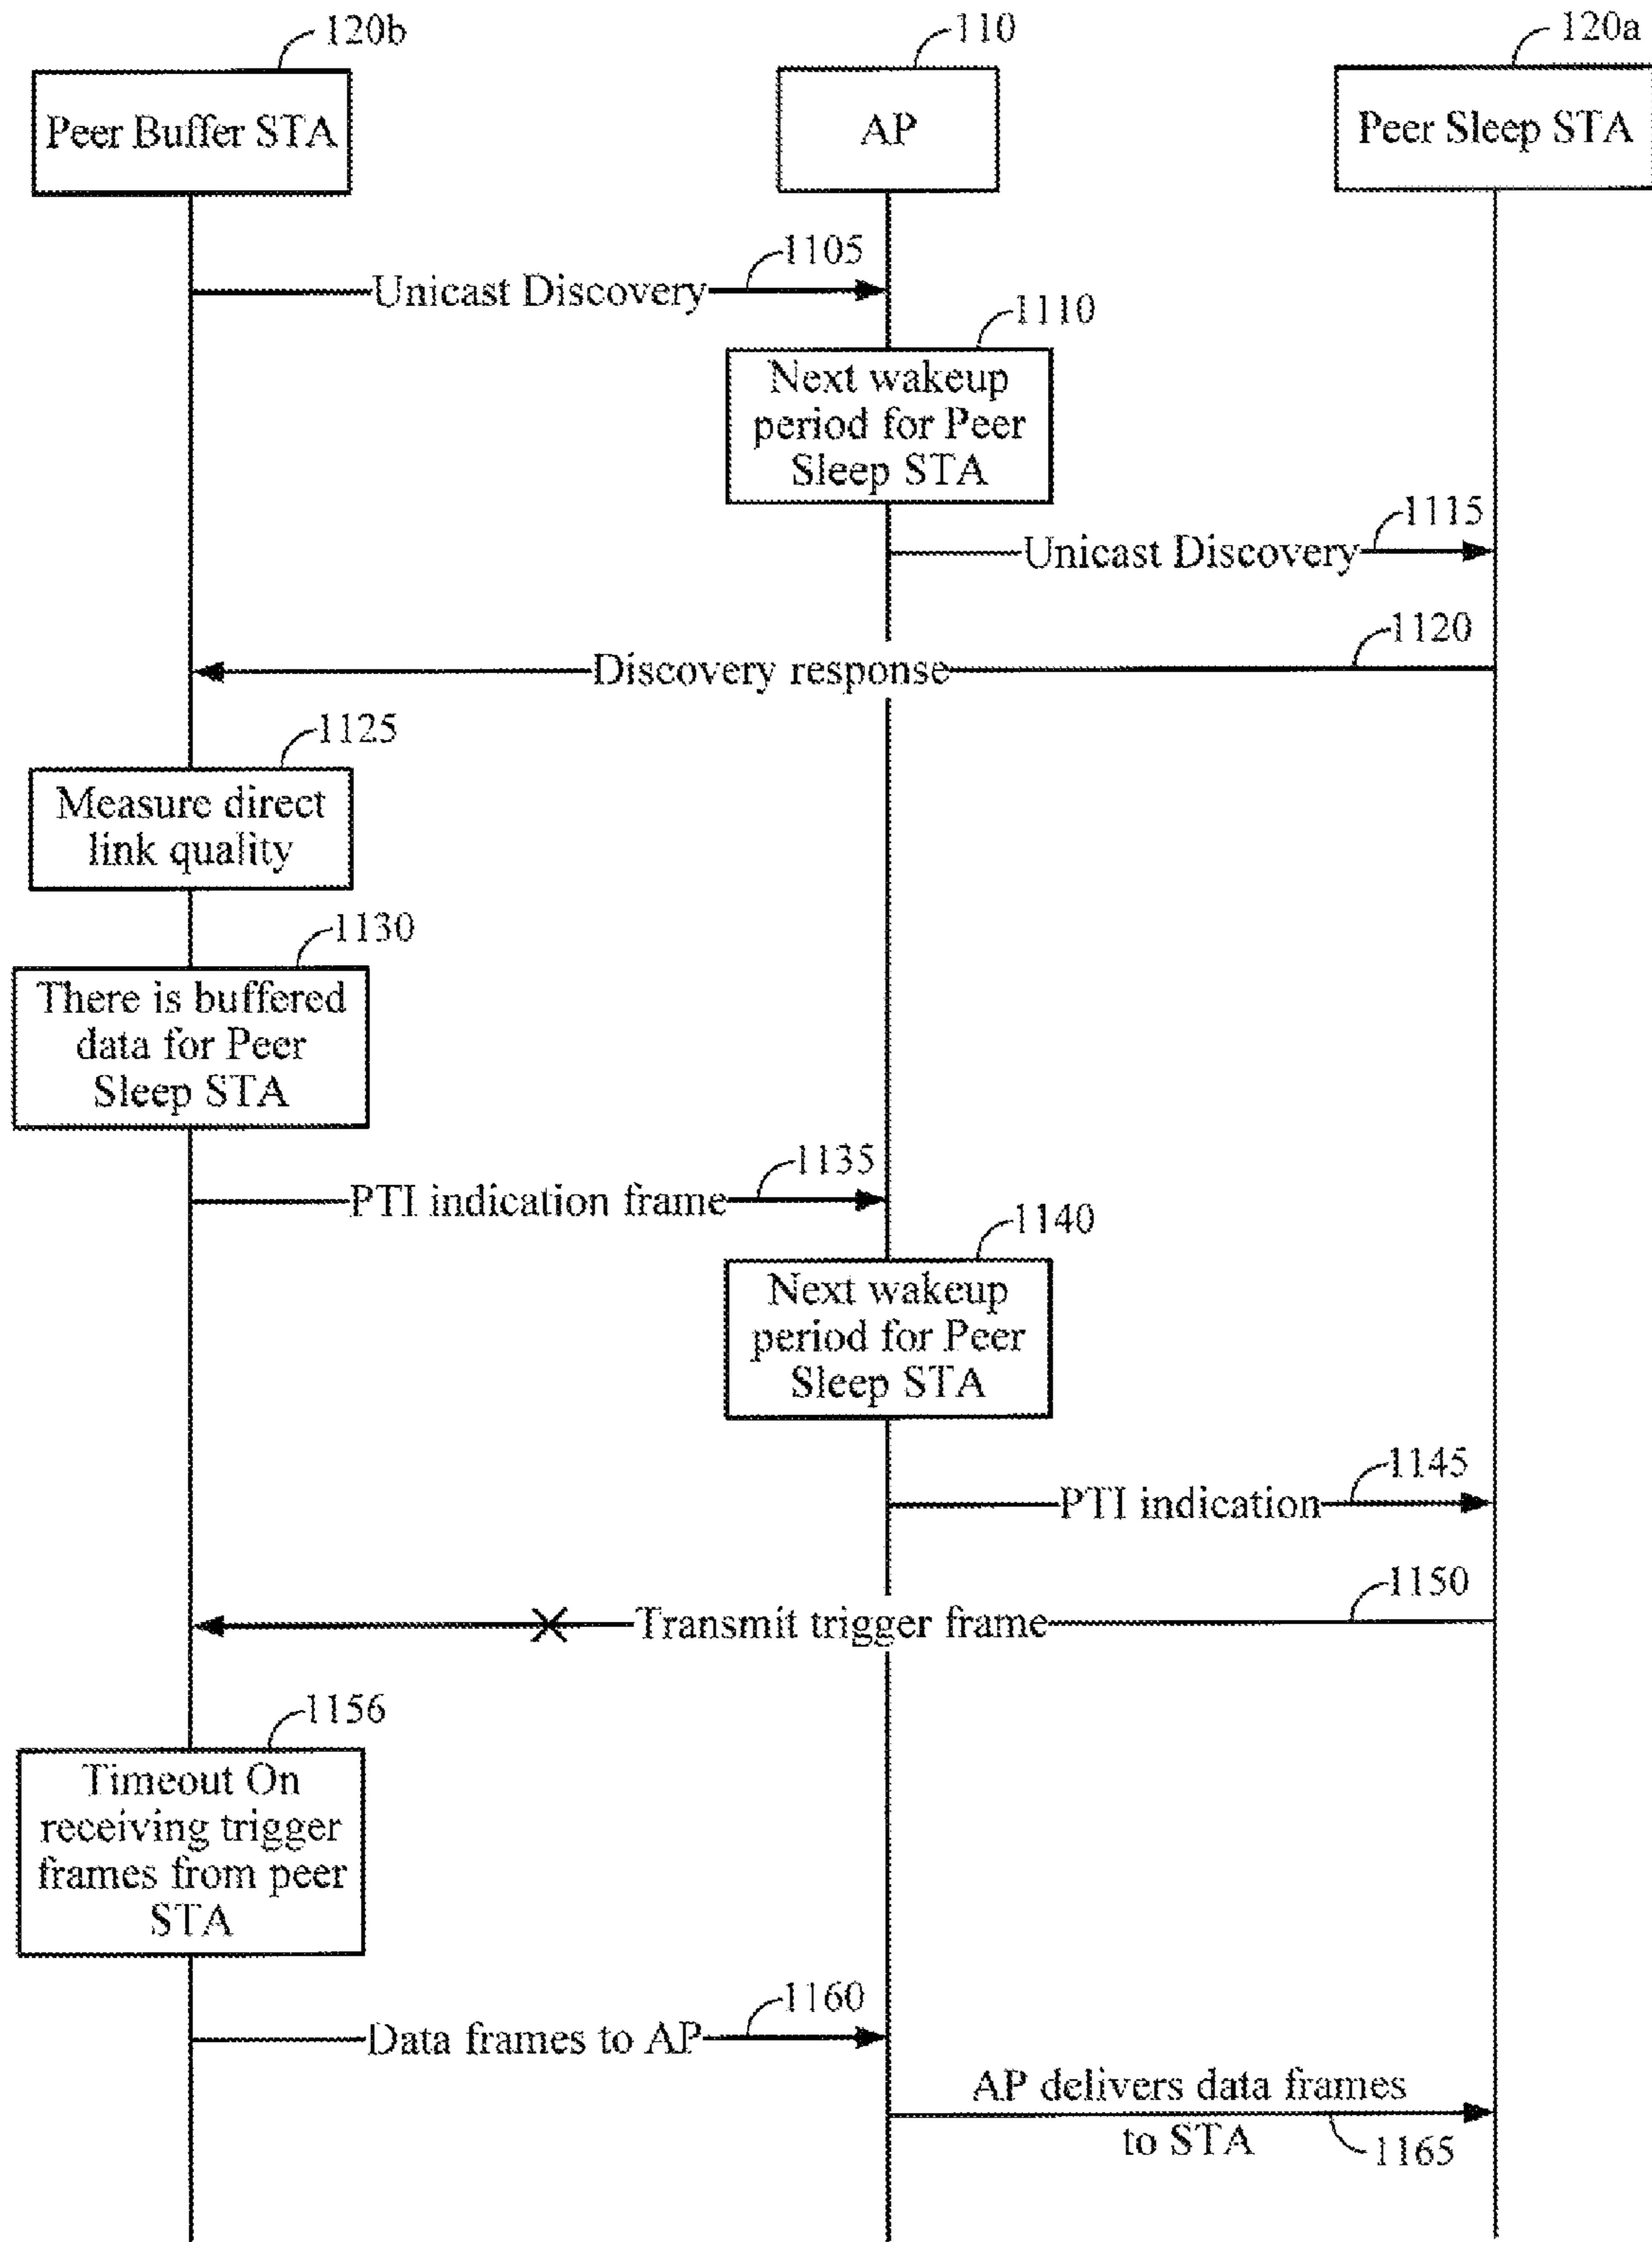 120b
110
120a
Peer Buffer STA
AP
Peer Sleep STA
1105
Unicast Discovery
1110
Next wakeup
period for Peer
Sleep STA
1115
Unicast Discovery
1120
Discovery response
1125
Measure direct
link quality
1130
There is buffered
data for Peer
Sleep STA
1135
PTI indication frame
1140
Next wakeup
period for Peer
Sleep STA
1145
PTI indication
1150
Transmit trigger frame
1156
Timeout On
receiving trigger
frames from peer
STA
1160
Data frames to AP
AP delivers data frames
to STA
1165